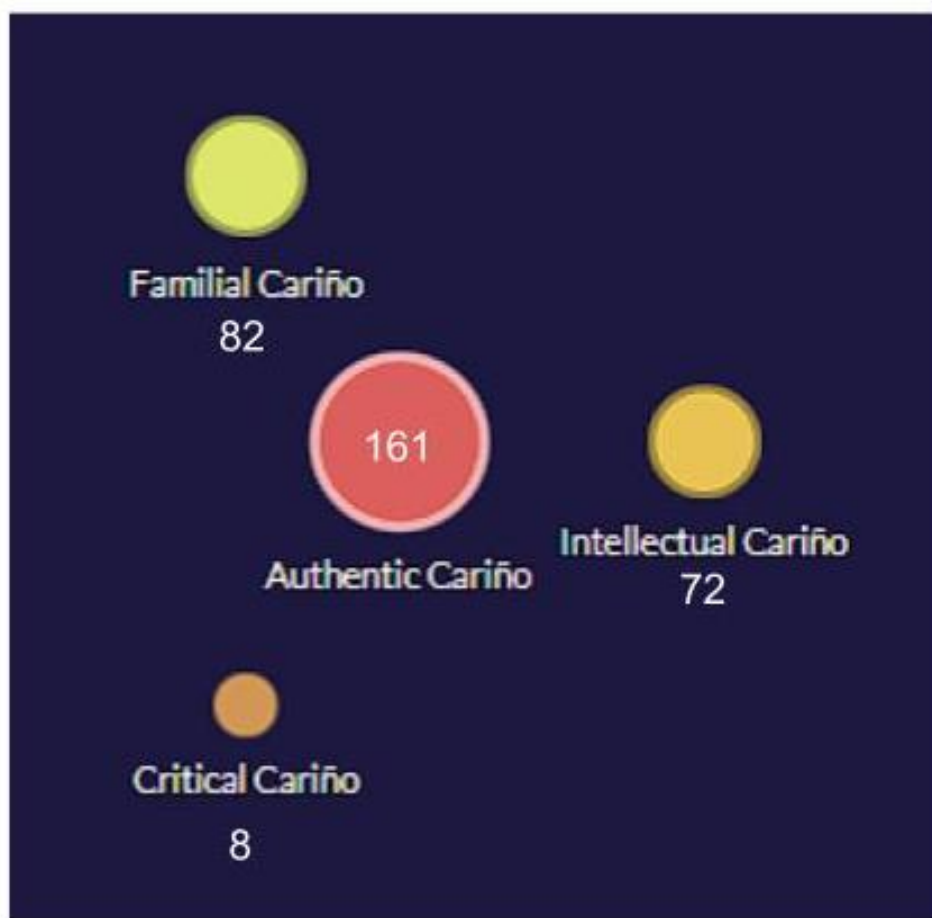 Familial Cariño
82
161
Authentic Cariño
Intellectual Cariño
72
Critical Cariño
8